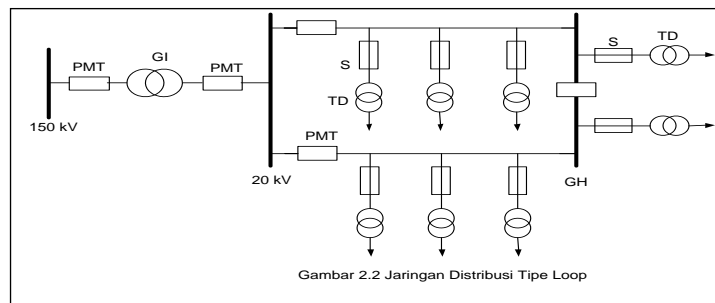 PMT
GI
PMT
150 kV
20 kV
S
TD
PMT
S
TD
GH
Gambar 2.2 Jaringan Distribusi Tipe Loop